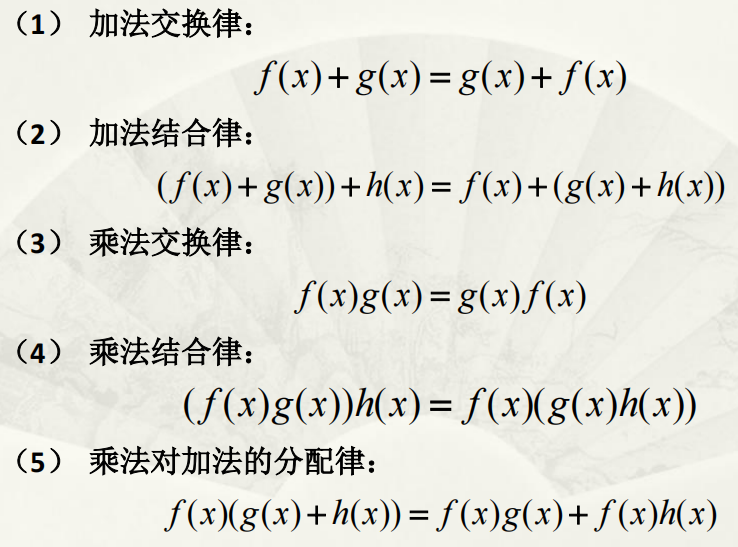 （1） 加法交换律：
f(x)+g(x)=g(x)+f(x)
（2） 加法结合律：
(f(x)+g(x))+h(x)=f(x)+(g(x)+h(x))
（3） 乘法交换律：
f(x)g(x)=g(x)f(x)
（4） 乘法结合律：
(f(x)g(x))h(x)=f(x)(g(x)h(x))
（5） 乘法对加法的分配律：
f(x)(g(x)+h(x))=f(x)g(x)+f(x)h(x)